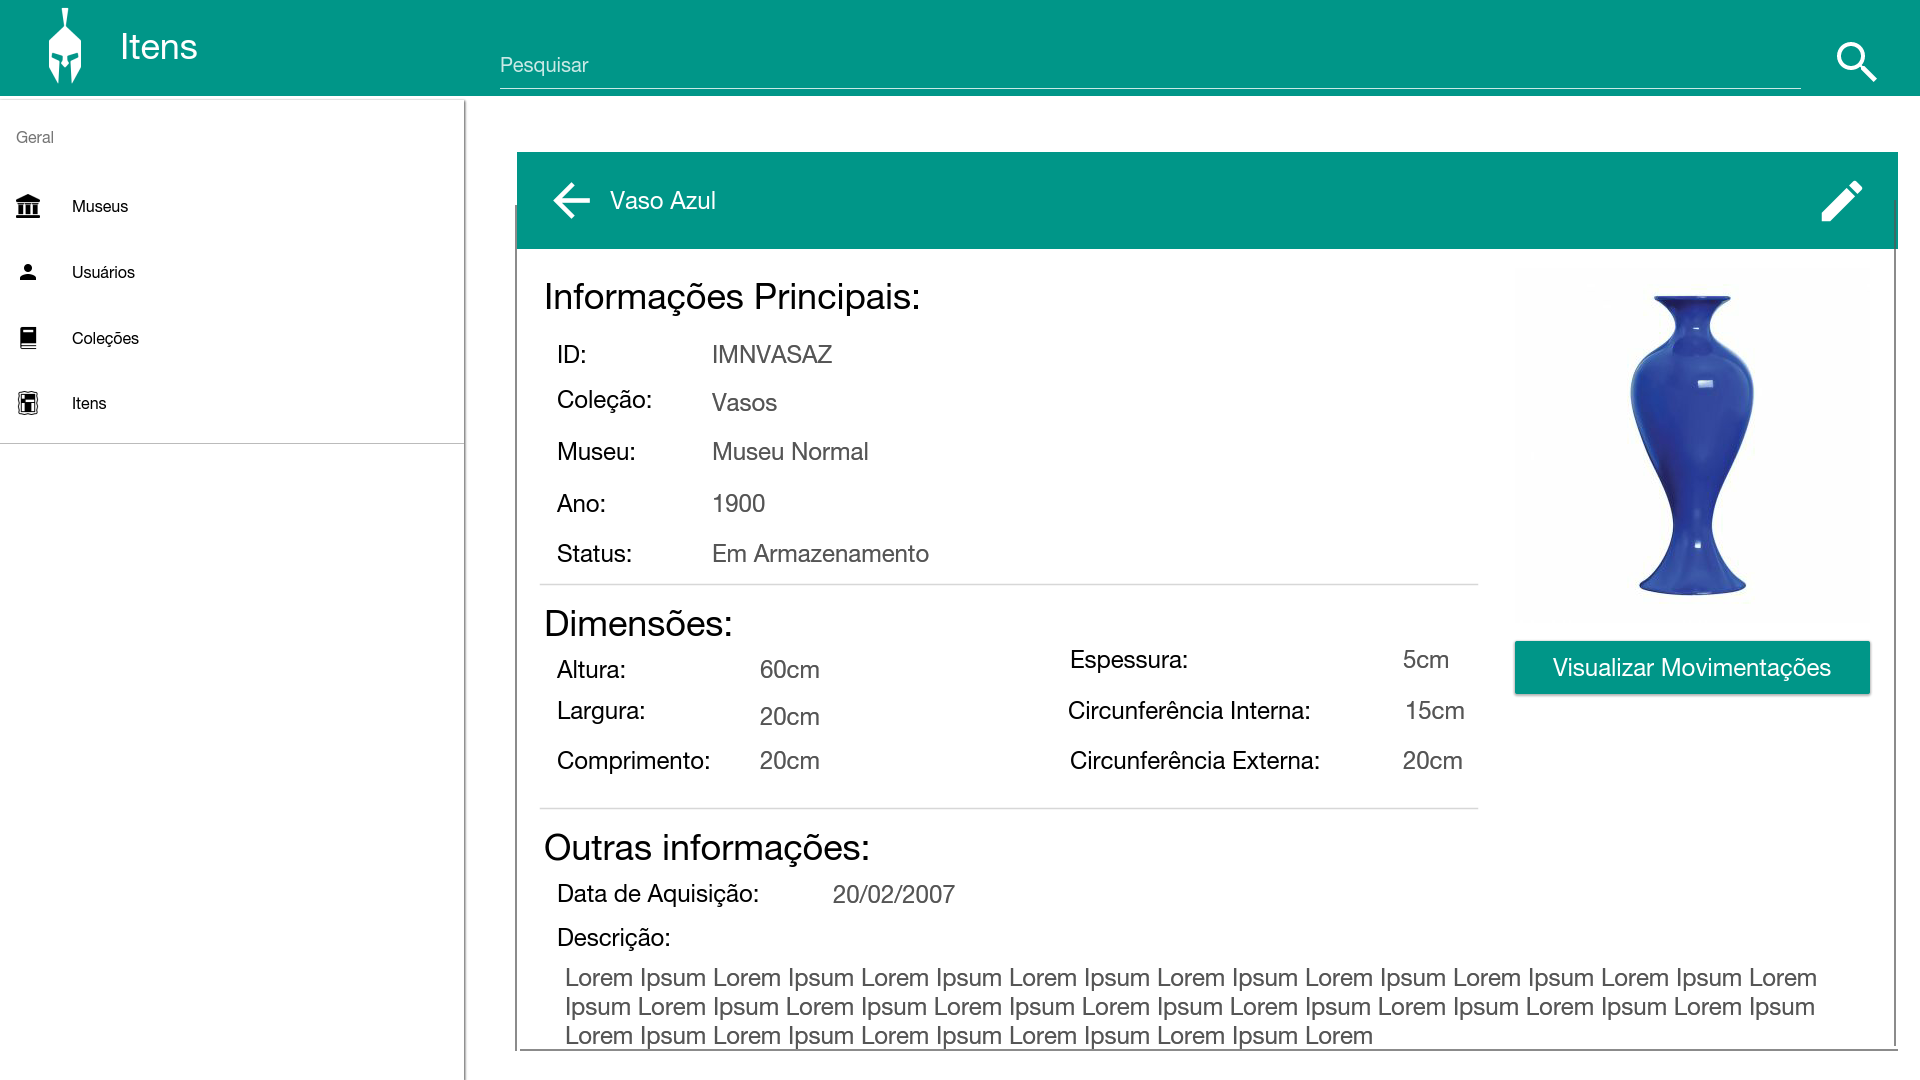 Itens
Pesquisar
Geral
Museus
Usuários
Coleções
Itens
Vaso Azul
Informações Principais:
ID: IMNVASAZ
Coleção: Vasos
Museu: Museu Normal
Ano: 1900
Status: Em Armazenamento
Dimensões:
Altura: 60cm Espessura: 5cm
Largura: 20cm Circunferência Interna: 15cm
Comprimento: 20cm Circunferência Externa: 20cm
Visualizar Movimentações
Outras informações:
Data de Aquisição: 20/02/2007
Descrição:
Lorem Ipsum Lorem Ipsum Lorem Ipsum Lorem Ipsum Lorem Ipsum Lorem Ipsum Lorem Ipsum Lorem Ipsum Lorem
Ipsum Lorem Ipsum Lorem Ipsum Lorem Ipsum Lorem Ipsum Lorem Ipsum Lorem Ipsum Lorem Ipsum Lorem Ipsum
Lorem Ipsum Lorem Ipsum Lorem Ipsum Lorem Ipsum Lorem Ipsum Lorem